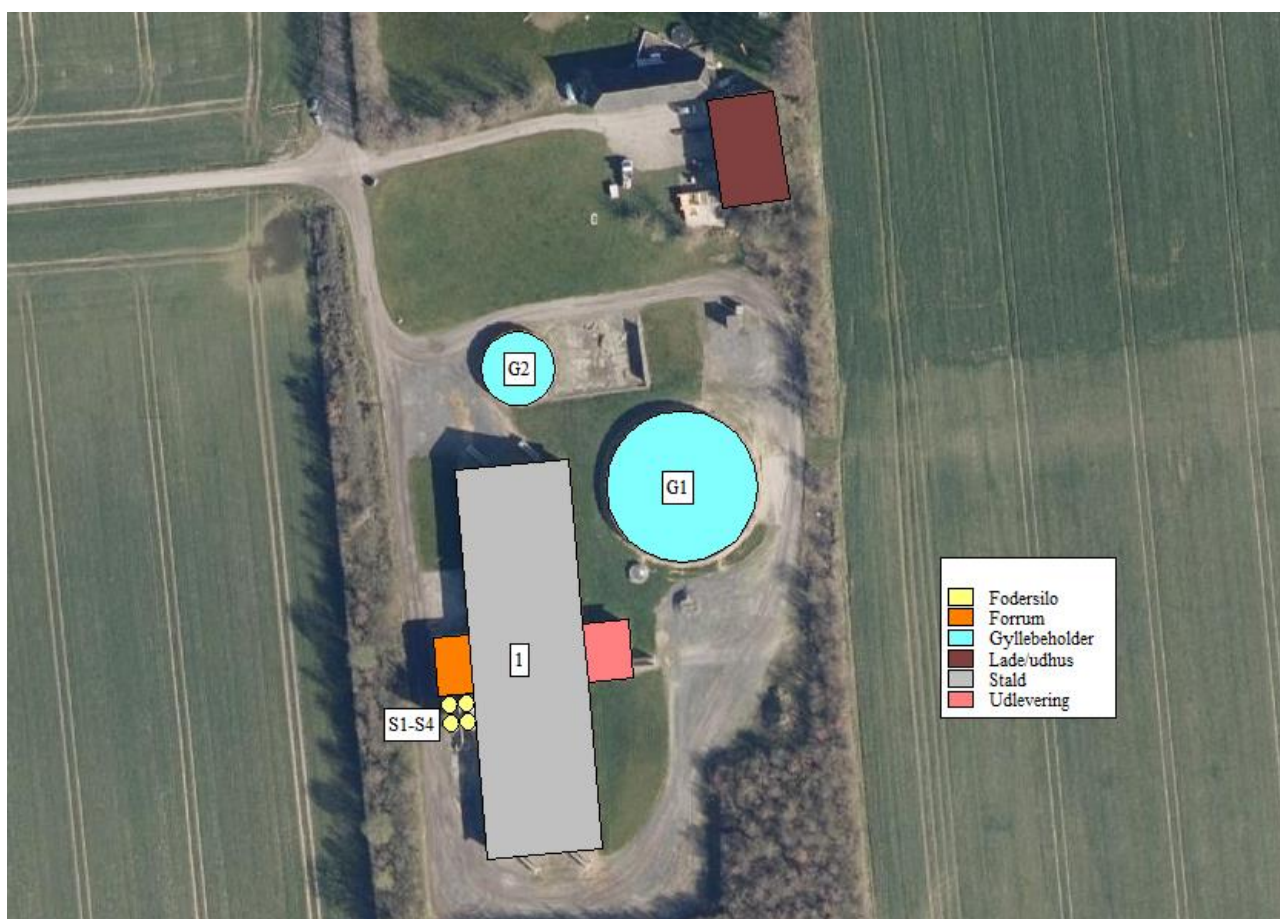 G2
G1
1
S1-S4
Fodersilo
Forrum
Gyllebeholder
Lade/udhus
Stald
Udlevering